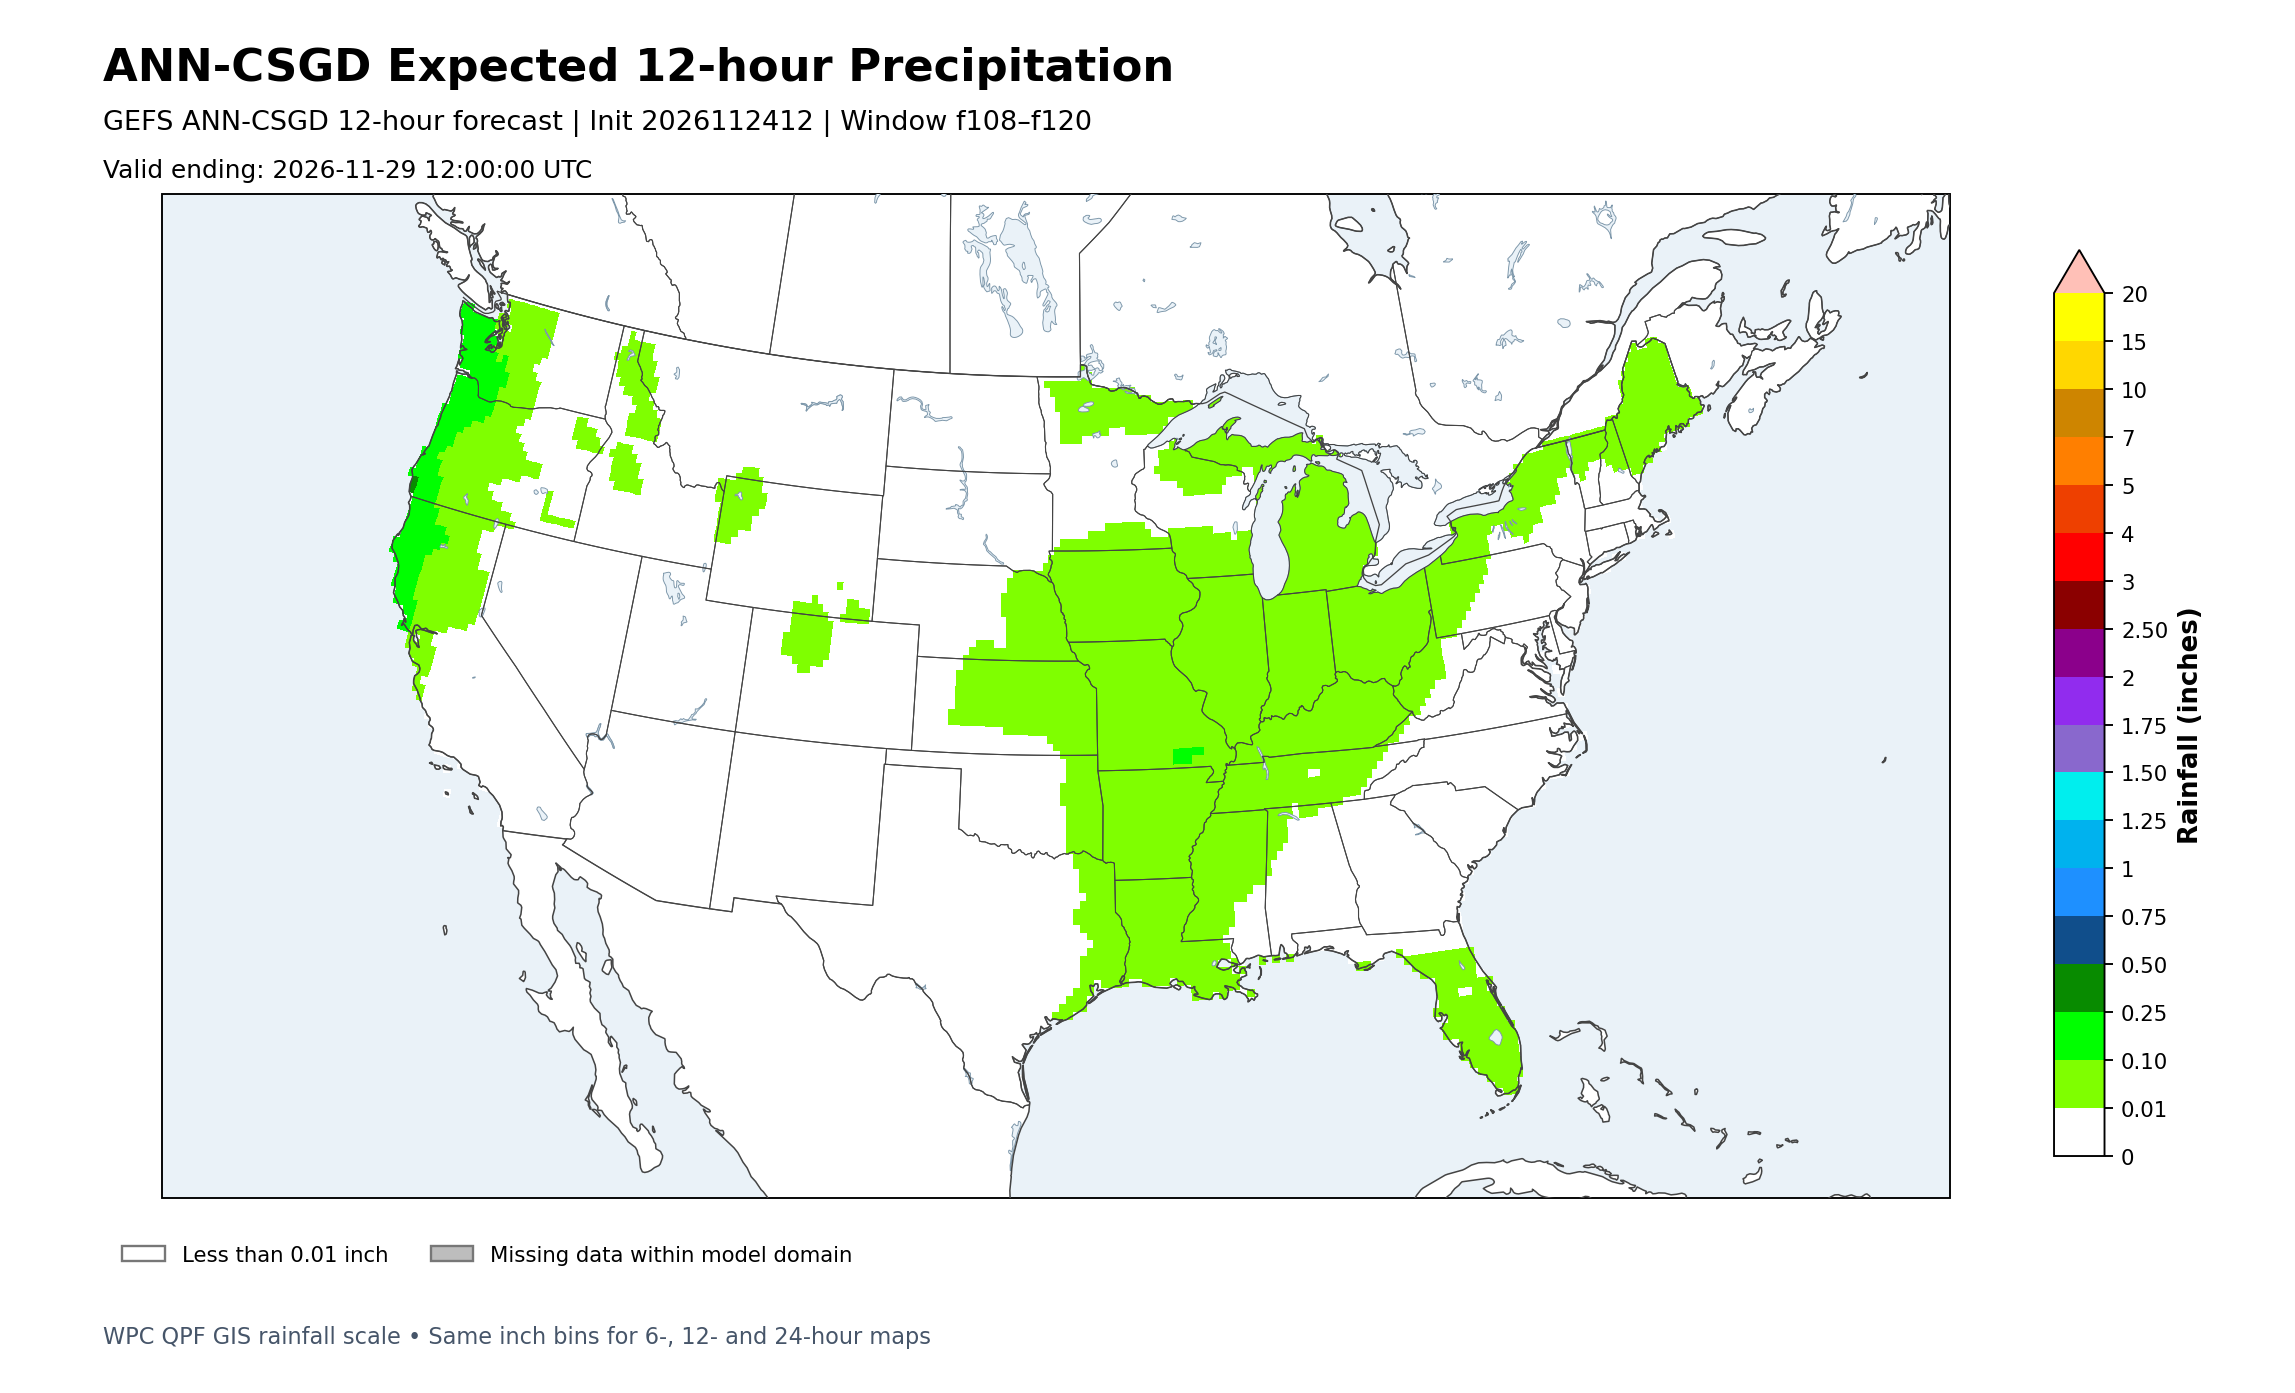 ANN-CSGD Expected 12-hour Precipitation
GEFS ANN-CSGD 12-hour forecast | Init 2026112412 | Window f108–f120
Valid ending: 2026-11-29 12:00:00 UTC
20
15
10
7
5
4
3
2.50
2
1.75
1.50
1.25
1
0.75
0.50
0.25
0.10
0.01
0
Rainfall (inches)
Less than 0.01 inch
Missing data within model domain
WPC QPF GIS rainfall scale • Same inch bins for 6-, 12- and 24-hour maps